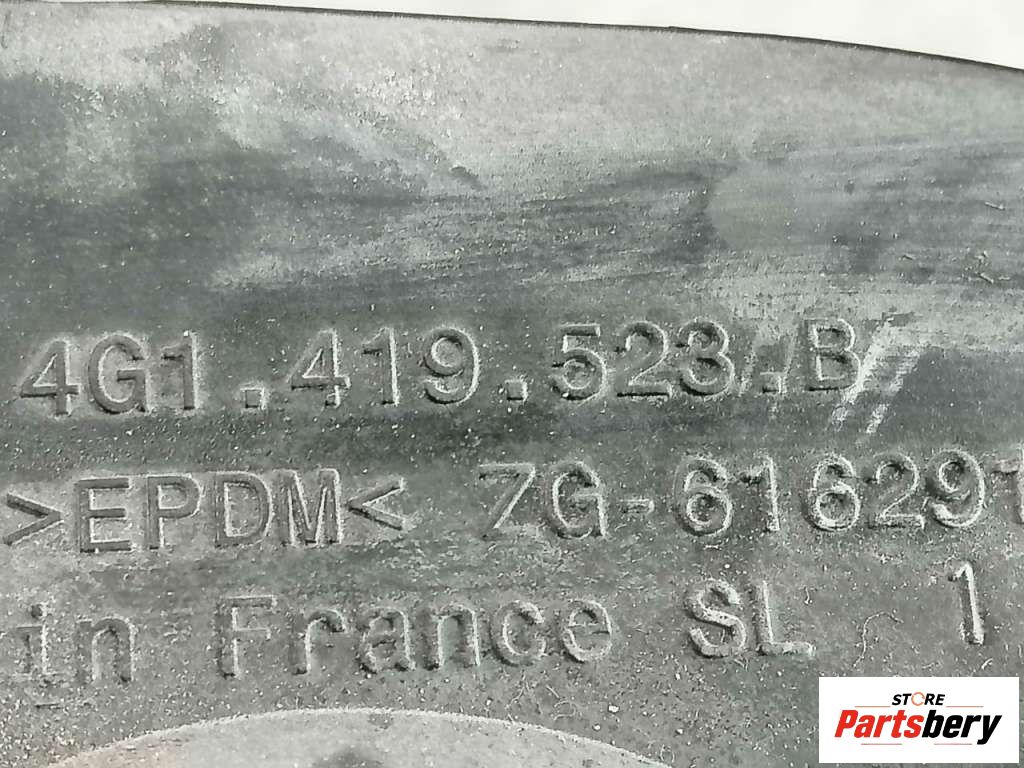 4G1.419.523.B
>EPDM< ZG-616291
in France SL 1
STORE
Partsbery